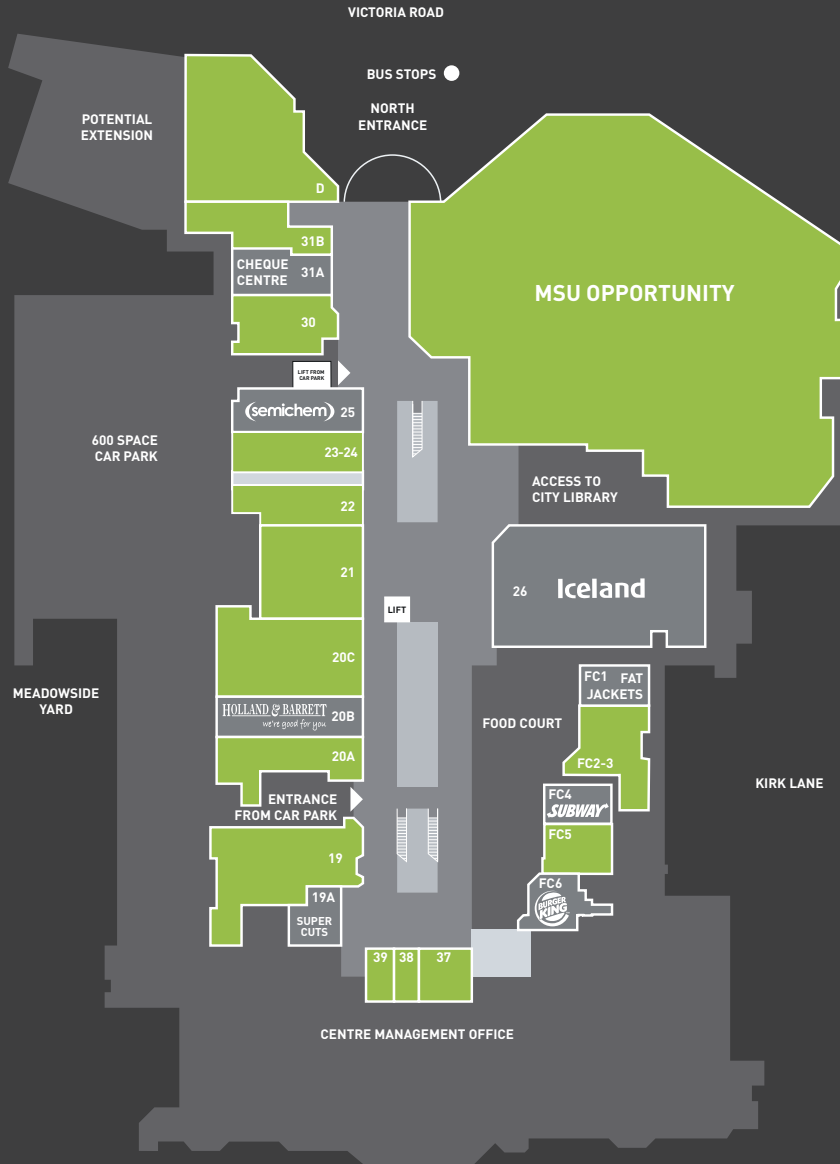 VICTORIA ROAD
BUS STOPS
NORTH
ENTRANCE
POTENTIAL
EXTENSION
D
31B
CHEQUE
CENTRE
31A
30
MSU OPPORTUNITY
LIFT FROM
CAR PARK
(semichem) 25
600 SPACE
CAR PARK
23-24
22
ACCESS TO
CITY LIBRARY
21
26 Iceland
LIFT
20C
FC1 FAT
JACKETS
MEADOWSIDE
YARD
HOLLAND & BARRETT
we're good for you
20B
FOOD COURT
20A
FC2-3
ENTRANCE
FROM CAR PARK
FC4
SUBWAY
KIRK LANE
19
FC5
19A
SUPER
CUTS
FC6
BURGER
KING
39 38 37
CENTRE MANAGEMENT OFFICE